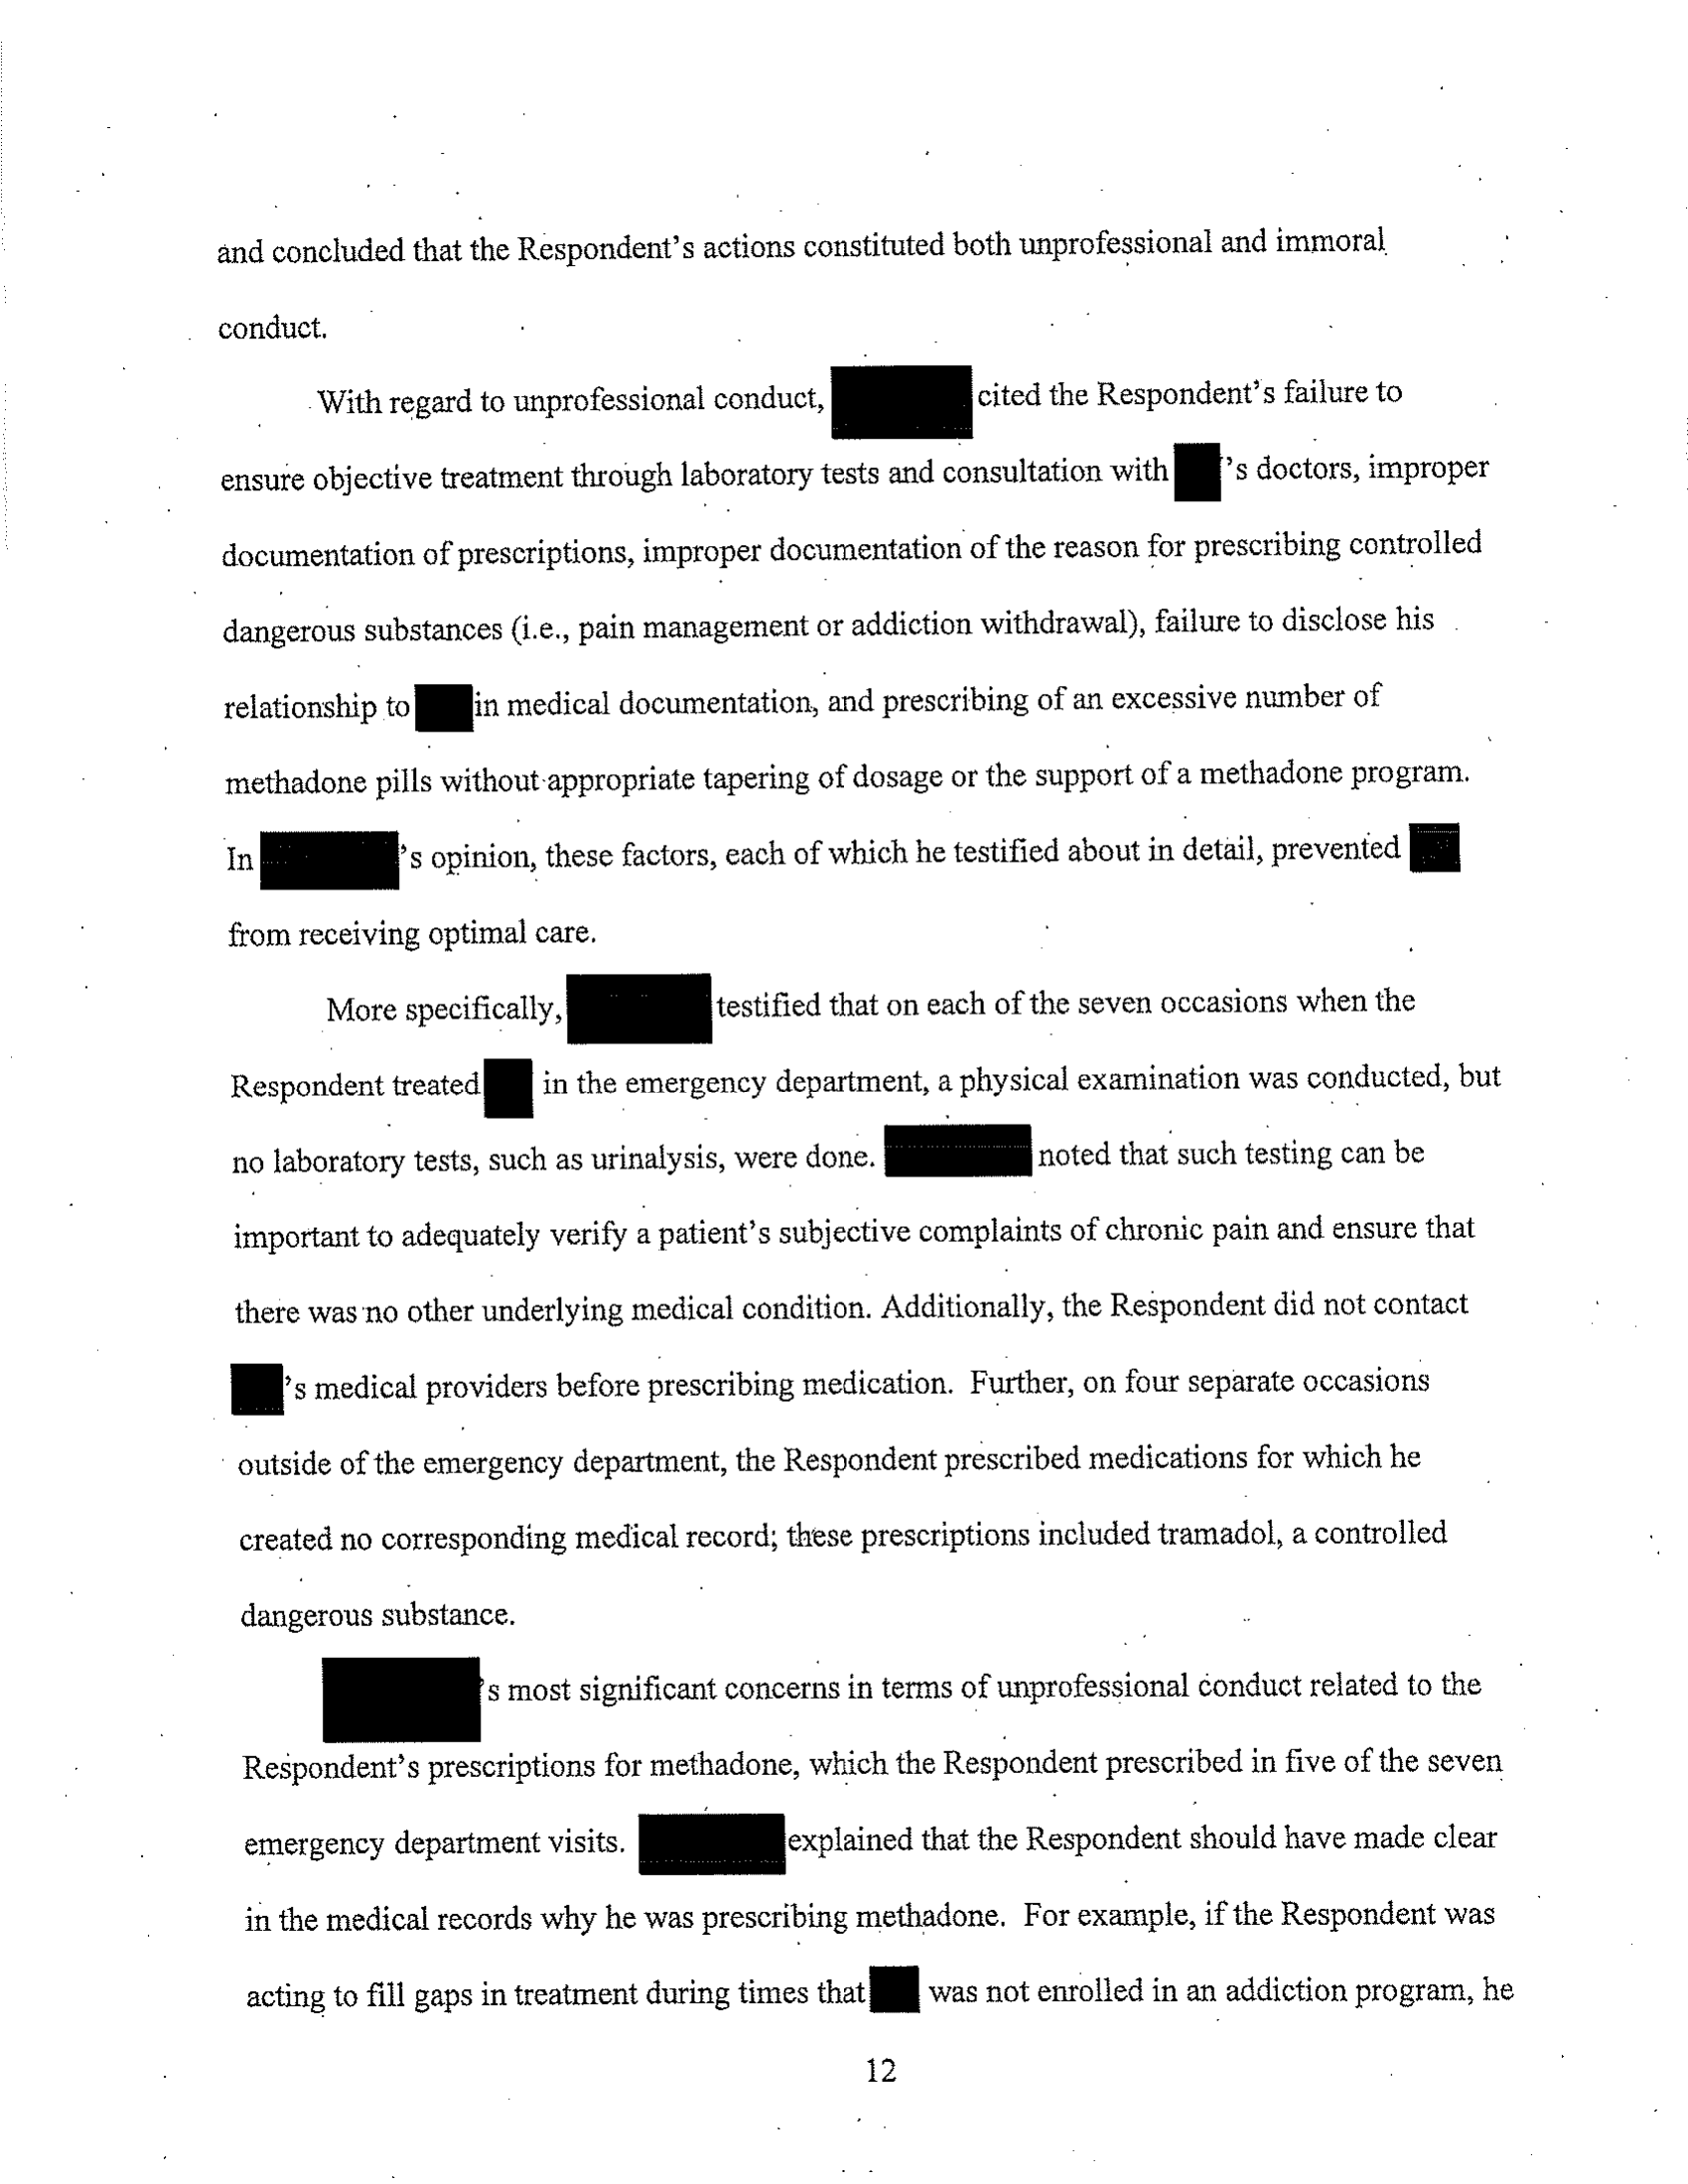 and concluded that the Respondent's actions constituted both unprofessional and immoral
conduct.
With regard to unprofessional conduct, cited the Respondent's failure to
ensure objective treatment through laboratory tests and consultation with 's doctors, improper
documentation of prescriptions, improper documentation of the reason for prescribing controlled
dangerous substances (i.e., pain management or addiction withdrawal), failure to disclose his
relationship to in medical documentation, and prescribing of an excessive number of
methadone pills without appropriate tapering of dosage or the support of a methadone program.
In 's opinion, these factors, each of which he testified about in detail, prevented
from receiving optimal care.
More specifically, testified that on each of the seven occasions when the
Respondent treated in the emergency department, a physical examination was conducted, but
no laboratory tests, such as urinalysis, were done. noted that such testing can be
important to adequately verify a patient's subjective complaints of chronic pain and ensure that
there was no other underlying medical condition. Additionally, the Respondent did not contact
's medical providers before prescribing medication. Further, on four separate occasions
outside of the emergency department, the Respondent prescribed medications for which he
created no corresponding medical record; these prescriptions included tramadol, a controlled
dangerous substance.
's most significant concerns in terms of unprofessional conduct related to the
Respondent's prescriptions for methadone, which the Respondent prescribed in five of the seven
emergency department visits. explained that the Respondent should have made clear
in the medical records why he was prescribing methadone. For example, if the Respondent was
acting to fill gaps in treatment during times that was not enrolled in an addiction program, he
12